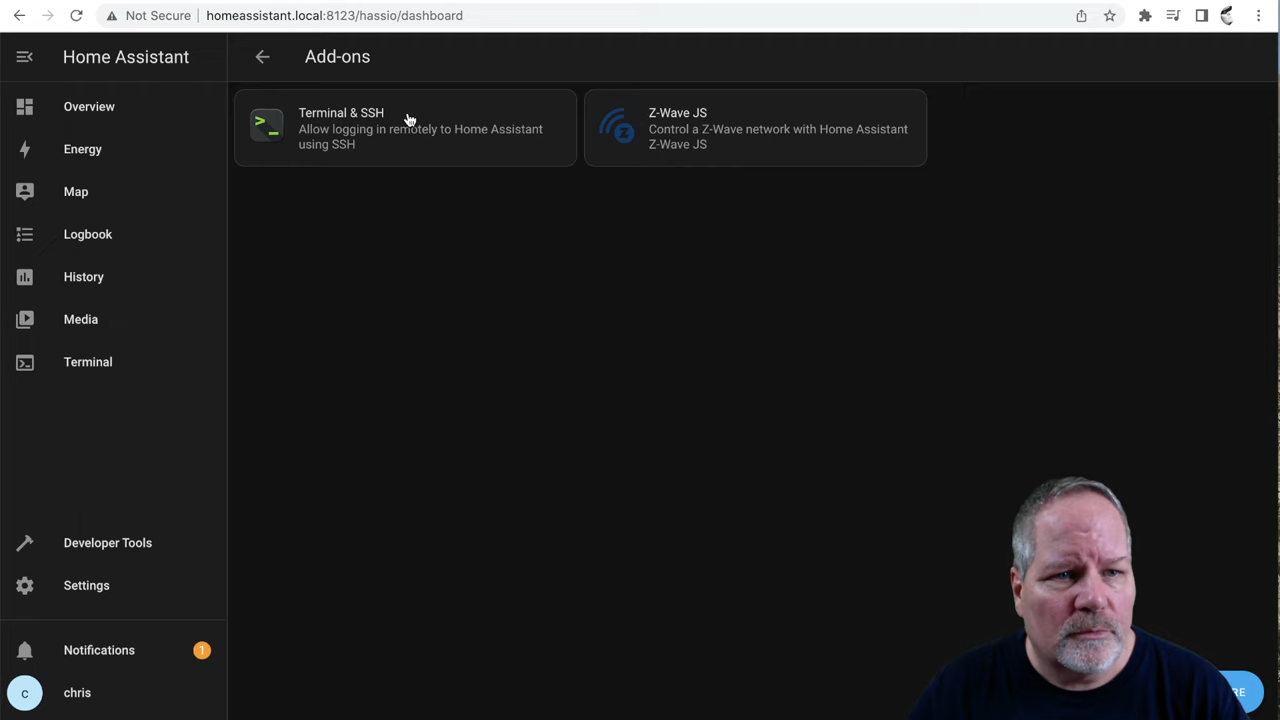 Not Secure
homeassistant.local:8123/hassio/dashboard
Home Assistant
Add-ons
Overview
Energy
Map
Logbook
History
Media
Terminal
Developer Tools
Settings
Notifications
1
c
chris
Terminal & SSH
Allow logging in remotely to Home Assistant
using SSH
Z-Wave JS
Control a Z-Wave network with Home Assistant
Z-Wave JS